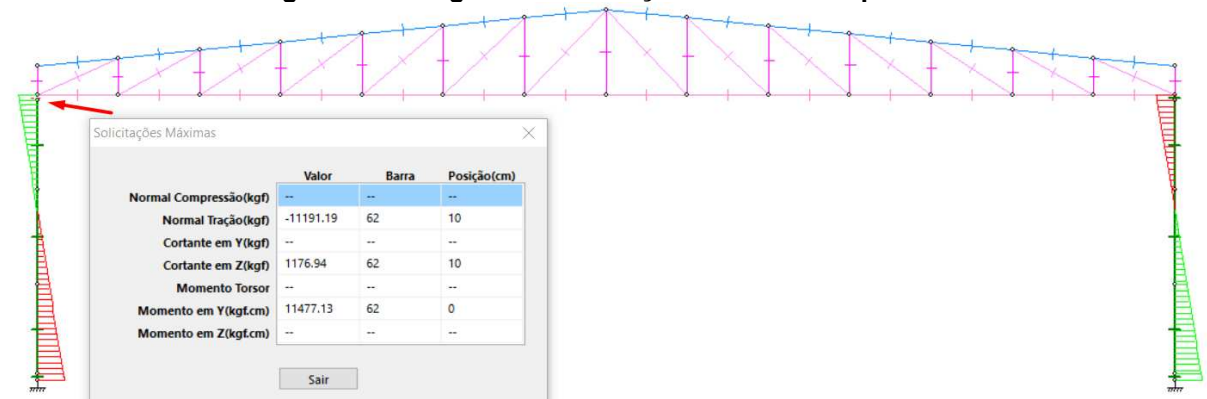 Solicitações Máximas
Valor Barra Posição(cm)
Normal Compressão(kgf) -- -- --
Normal Tração(kgf) -11191.19 62 10
Cortante em Y(kgf) -- -- --
Cortante em Z(kgf) 1176.94 62 10
Momento Torsor -- -- --
Momento em Y(kgf.cm) 11477.13 62 0
Momento em Z(kgf.cm) -- -- --
Sair